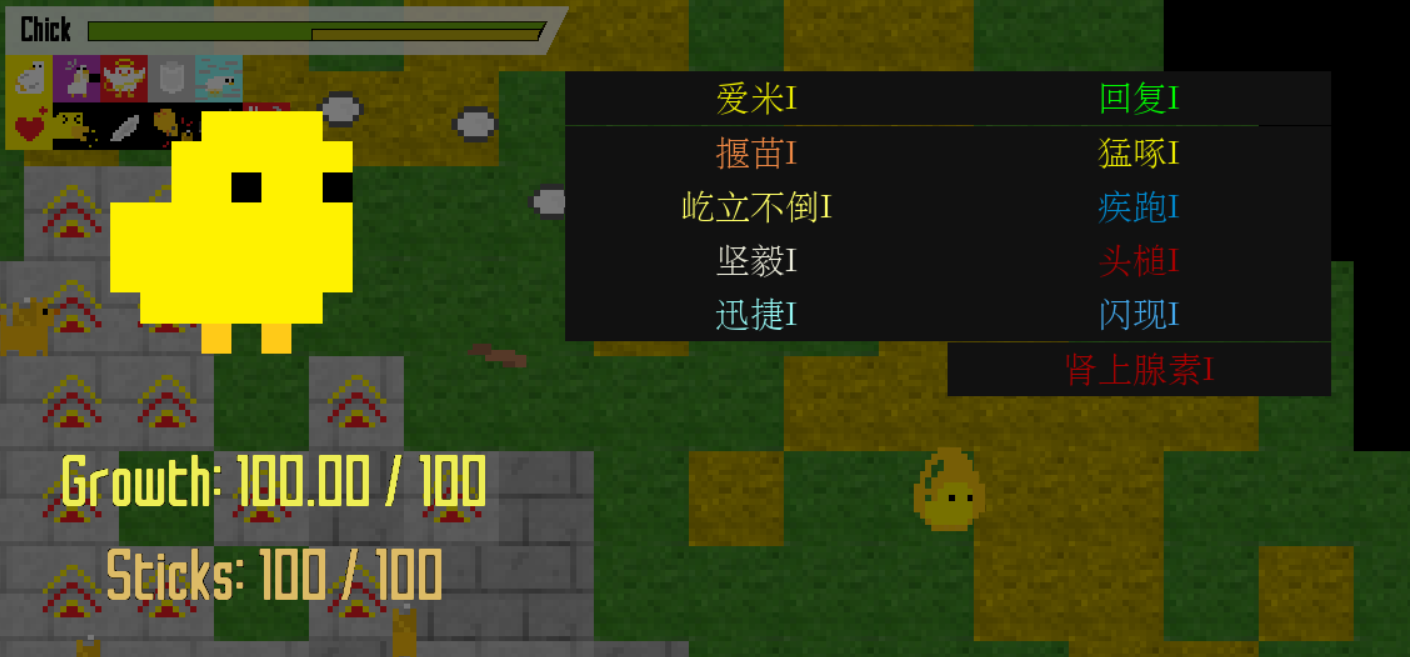 Chick
爱米I 回复I
揠苗I 猛啄I
屹立不倒I 疾跑I
坚毅I 头槌I
迅捷I 闪现I
肾上腺素I
Growth: 100.00 / 100
Sticks: 100 / 100